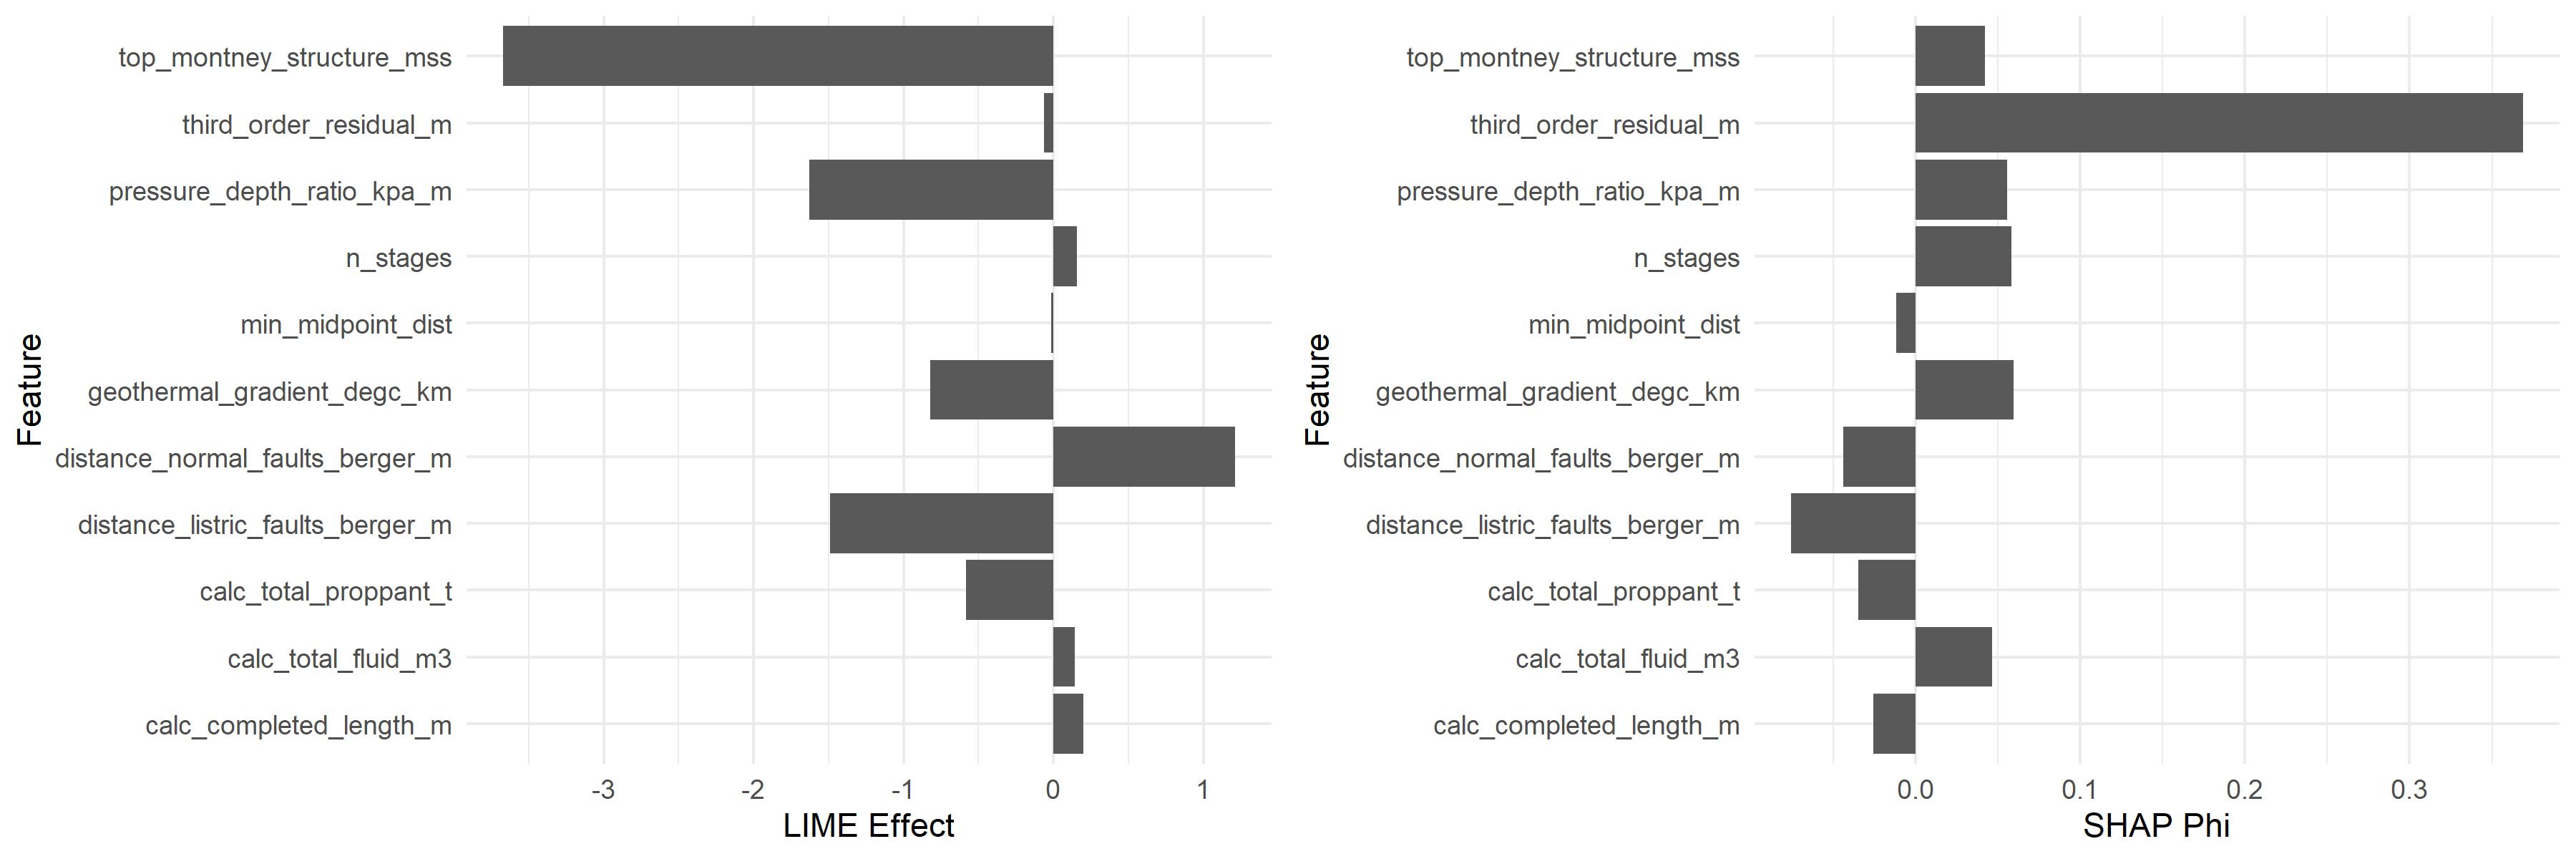 Feature
top_montney_structure_mss
third_order_residual_m
pressure_depth_ratio_kpa_m
n_stages
min_midpoint_dist
geothermal_gradient_degc_km
distance_normal_faults_berger_m
distance_listric_faults_berger_m
calc_total_proppant_t
calc_total_fluid_m3
calc_completed_length_m
-3 -2 -1 0 1
LIME Effect
Feature
top_montney_structure_mss
third_order_residual_m
pressure_depth_ratio_kpa_m
n_stages
min_midpoint_dist
geothermal_gradient_degc_km
distance_normal_faults_berger_m
distance_listric_faults_berger_m
calc_total_proppant_t
calc_total_fluid_m3
calc_completed_length_m
0.0 0.1 0.2 0.3
SHAP Phi